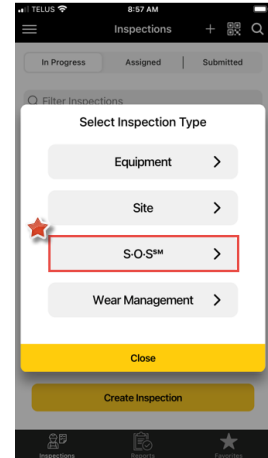 TELUS 8:57 AM
Inspections
In Progress Assigned Submitted
Filter Inspections
Select Inspection Type
Equipment
Site
S·O·S℠
Wear Management
Close
Create Inspection
Inspections Reports Favorites